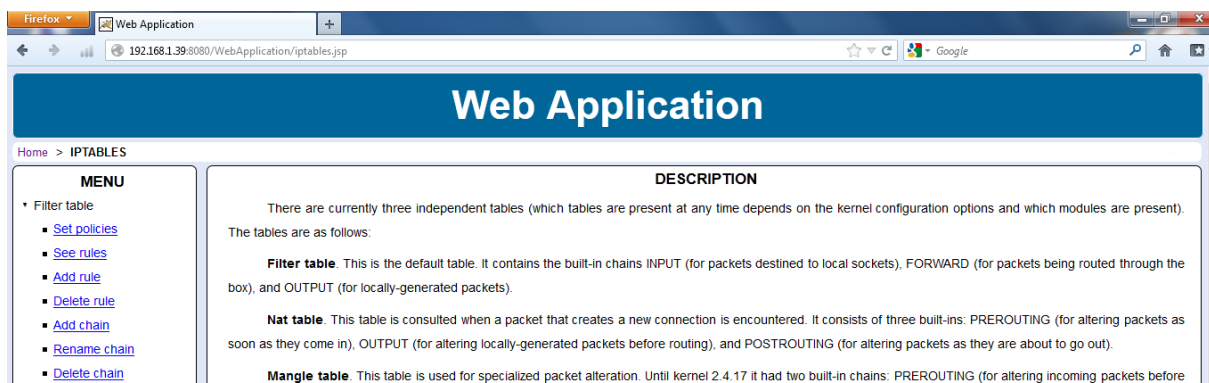 Firefox
Web Application
192.168.1.39:8080/WebApplication/iptables.jsp
Google
Web Application
Home > IPTABLES
MENU
Filter table
Set policies
See rules
Add rule
Delete rule
Add chain
Rename chain
Delete chain
DESCRIPTION
There are currently three independent tables (which tables are present at any time depends on the kernel configuration options and which modules are present).
The tables are as follows:
Filter table. This is the default table. It contains the built-in chains INPUT (for packets destined to local sockets), FORWARD (for packets being routed through the
box), and OUTPUT (for locally-generated packets).
Nat table. This table is consulted when a packet that creates a new connection is encountered. It consists of three built-ins: PREROUTING (for altering packets as
soon as they come in), OUTPUT (for altering locally-generated packets before routing), and POSTROUTING (for altering packets as they are about to go out).
Mangle table. This table is used for specialized packet alteration. Until kernel 2.4.17 it had two built-in chains: PREROUTING (for altering incoming packets before